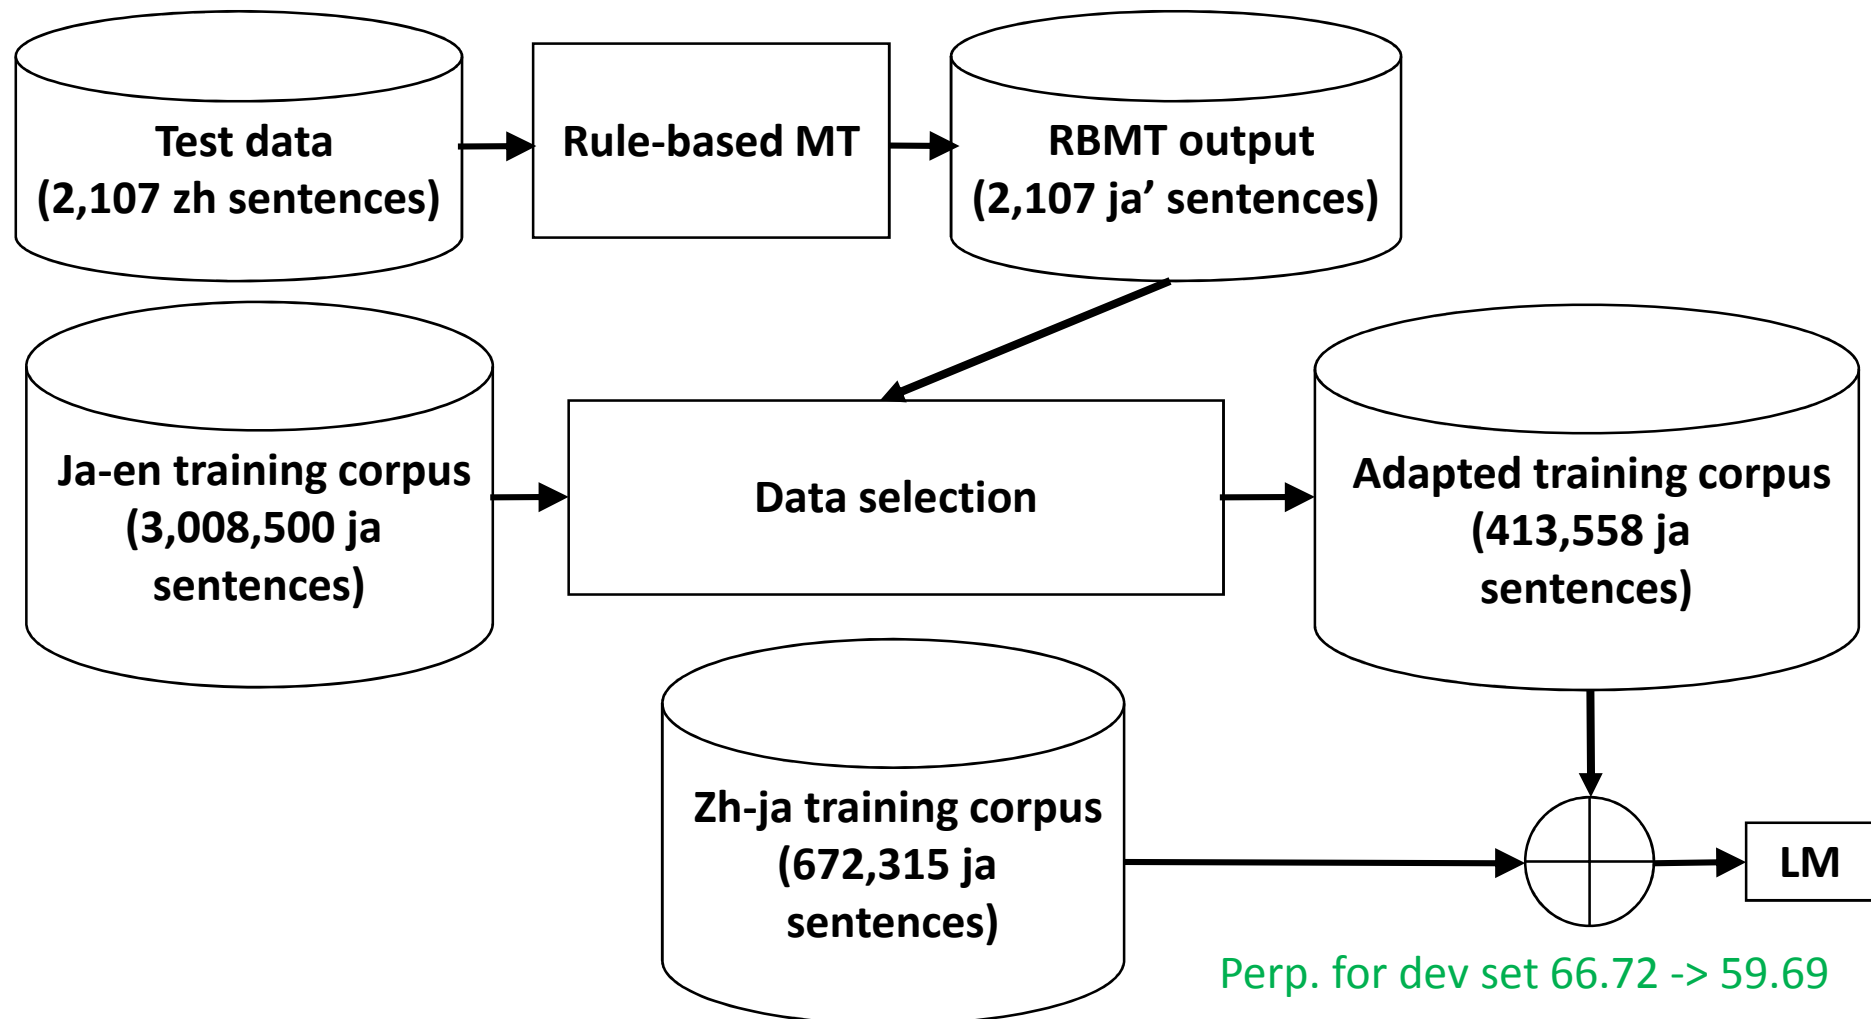 Test data
(2,107 zh sentences)
Rule-based MT
RBMT output
(2,107 ja’ sentences)
Ja-en training corpus
(3,008,500 ja
sentences)
Data selection
Adapted training corpus
(413,558 ja
sentences)
Zh-ja training corpus
(672,315 ja
sentences)
LM
Perp. for dev set 66.72 -> 59.69